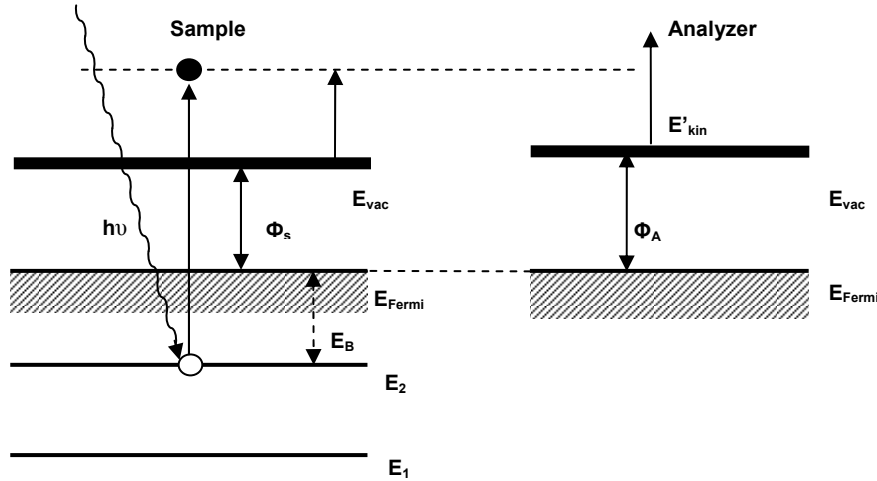 Sample
Analyzer
E'kin
Evac
Evac
hυ
Φs
ΦA
EFermi
EFermi
EB
E2
E1